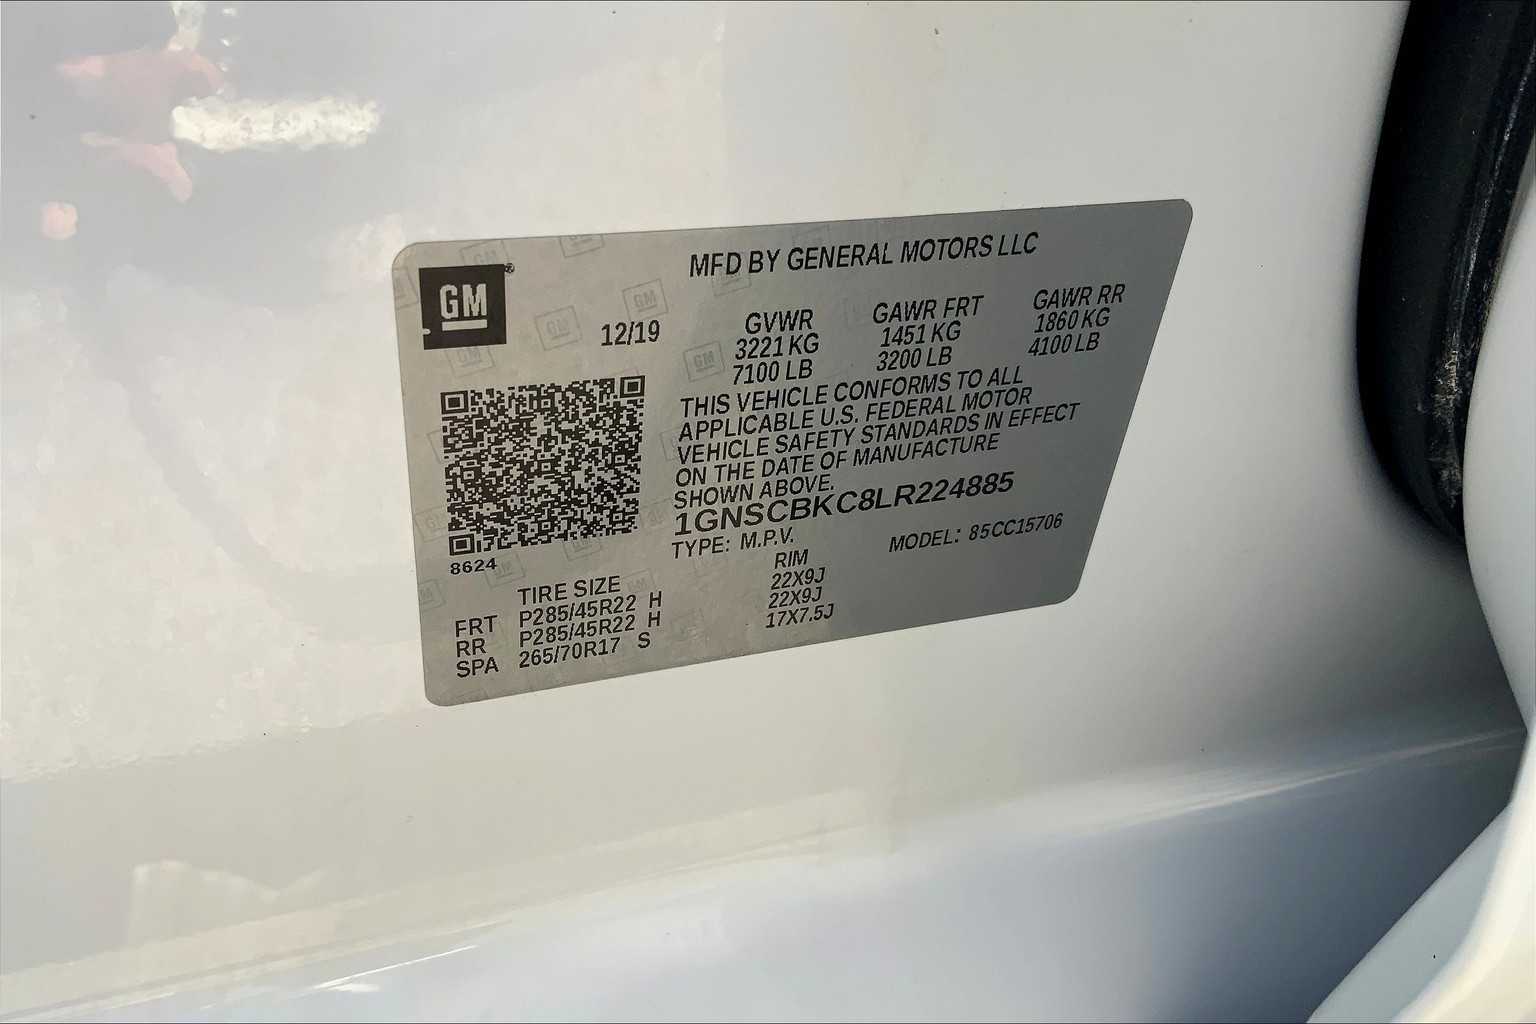 GM
MFD BY GENERAL MOTORS LLC
12/19
GVWR GAWR FRT GAWR RR
3221 KG 1451 KG 1860 KG
7100 LB 3200 LB 4100 LB
THIS VEHICLE CONFORMS TO ALL
APPLICABLE U.S. FEDERAL MOTOR
VEHICLE SAFETY STANDARDS IN EFFECT
ON THE DATE OF MANUFACTURE
SHOWN ABOVE.
1GNSCBKC8LR224885
TYPE: M.P.V. MODEL: 85CC15706
8624
TIRE SIZE RIM
FRT P285/45R22 H 22X9J
RR P285/45R22 H 22X9J
SPA 265/70R17 S 17X7.5J